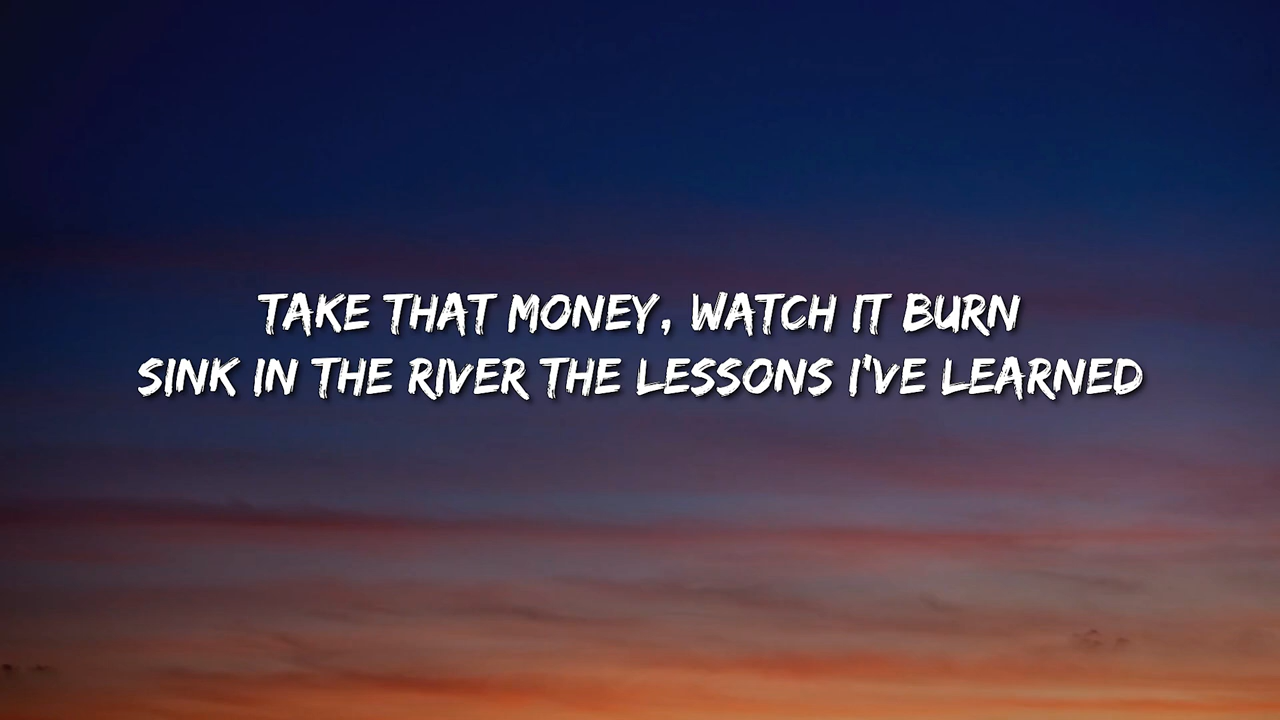 TAKE THAT MONEY, WATCH IT BURN
SINK IN THE RIVER THE LESSONS I'VE LEARNED